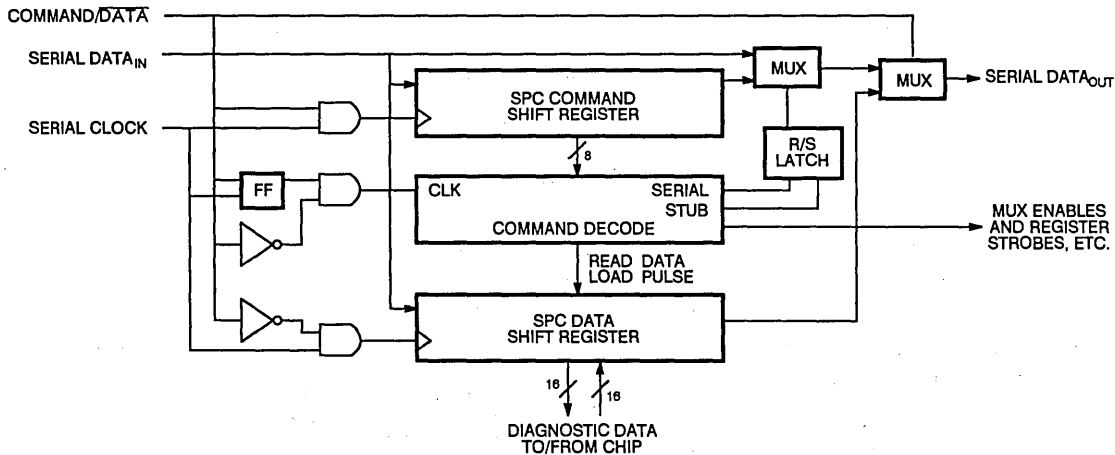 COMMAND/DATA
SERIAL DATAIN
SERIAL CLOCK
SPC COMMAND
SHIFT REGISTER
MUX
MUX
SERIAL DATAOUT
R/S
LATCH
8
FF
CLK
SERIAL
STUB
COMMAND DECODE
MUX ENABLES
AND REGISTER
STROBES, ETC.
READ DATA
LOAD PULSE
SPC DATA
SHIFT REGISTER
16
16
DIAGNOSTIC DATA
TO/FROM CHIP